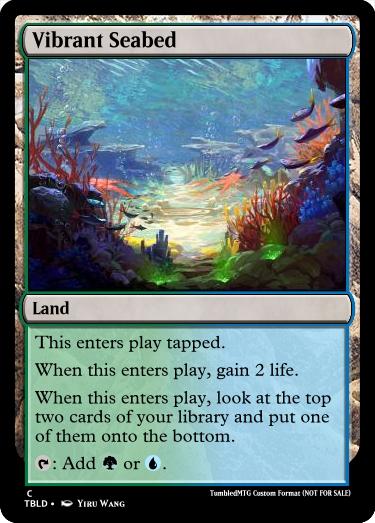 Vibrant Seabed
Land
This enters play tapped.
When this enters play, gain 2 life.
When this enters play, look at the top
two cards of your library and put one
of them onto the bottom.
: Add or .
C
TBLD • Yiru Wang
TumbledMTG Custom Format (NOT FOR SALE)